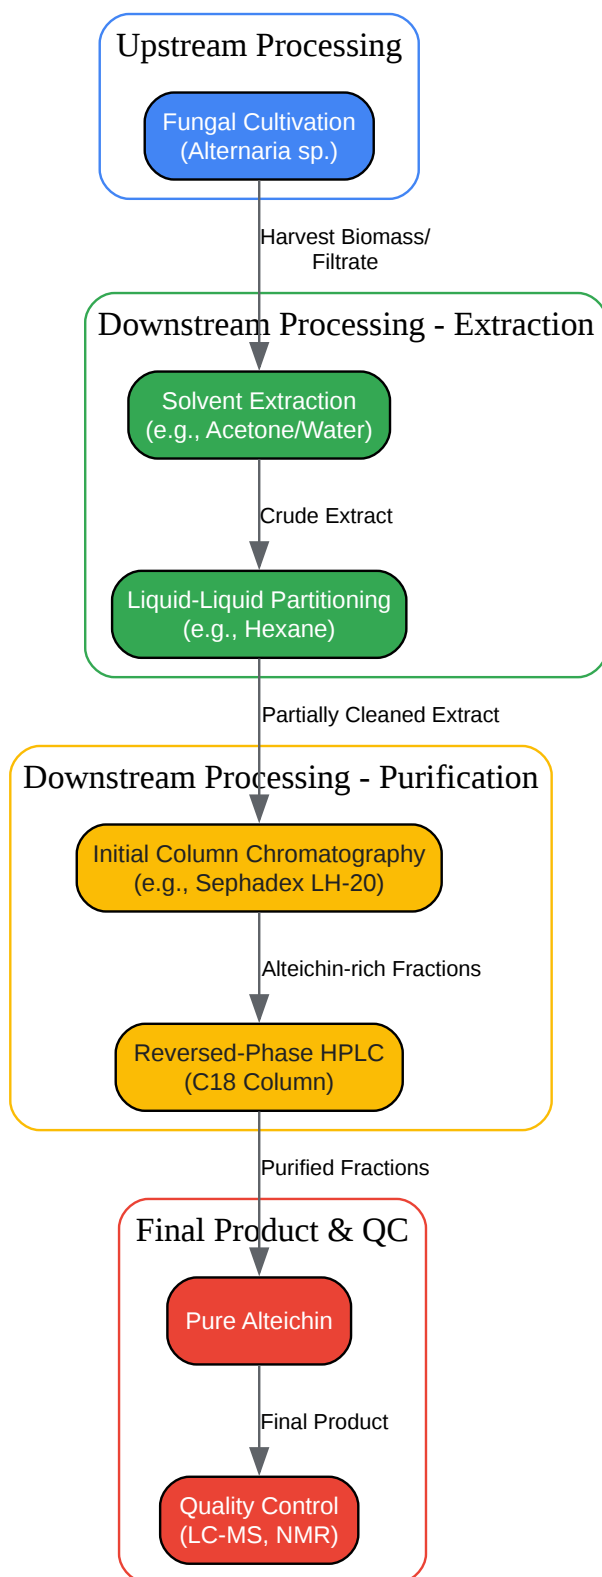 Upstream Processing
Fungal Cultivation
(Alternaria sp.)
Harvest Biomass/
Filtrate
Downstream Processing - Extraction
Solvent Extraction
(e.g., Acetone/Water)
Crude Extract
Liquid-Liquid Partitioning
(e.g., Hexane)
Partially Cleaned Extract
Downstream Processing - Purification
Initial Column Chromatography
(e.g., Sephadex LH-20)
Alteichin-rich Fractions
Reversed-Phase HPLC
(C18 Column)
Purified Fractions
Final Product & QC
Pure Alteichin
Final Product
Quality Control
(LC-MS, NMR)